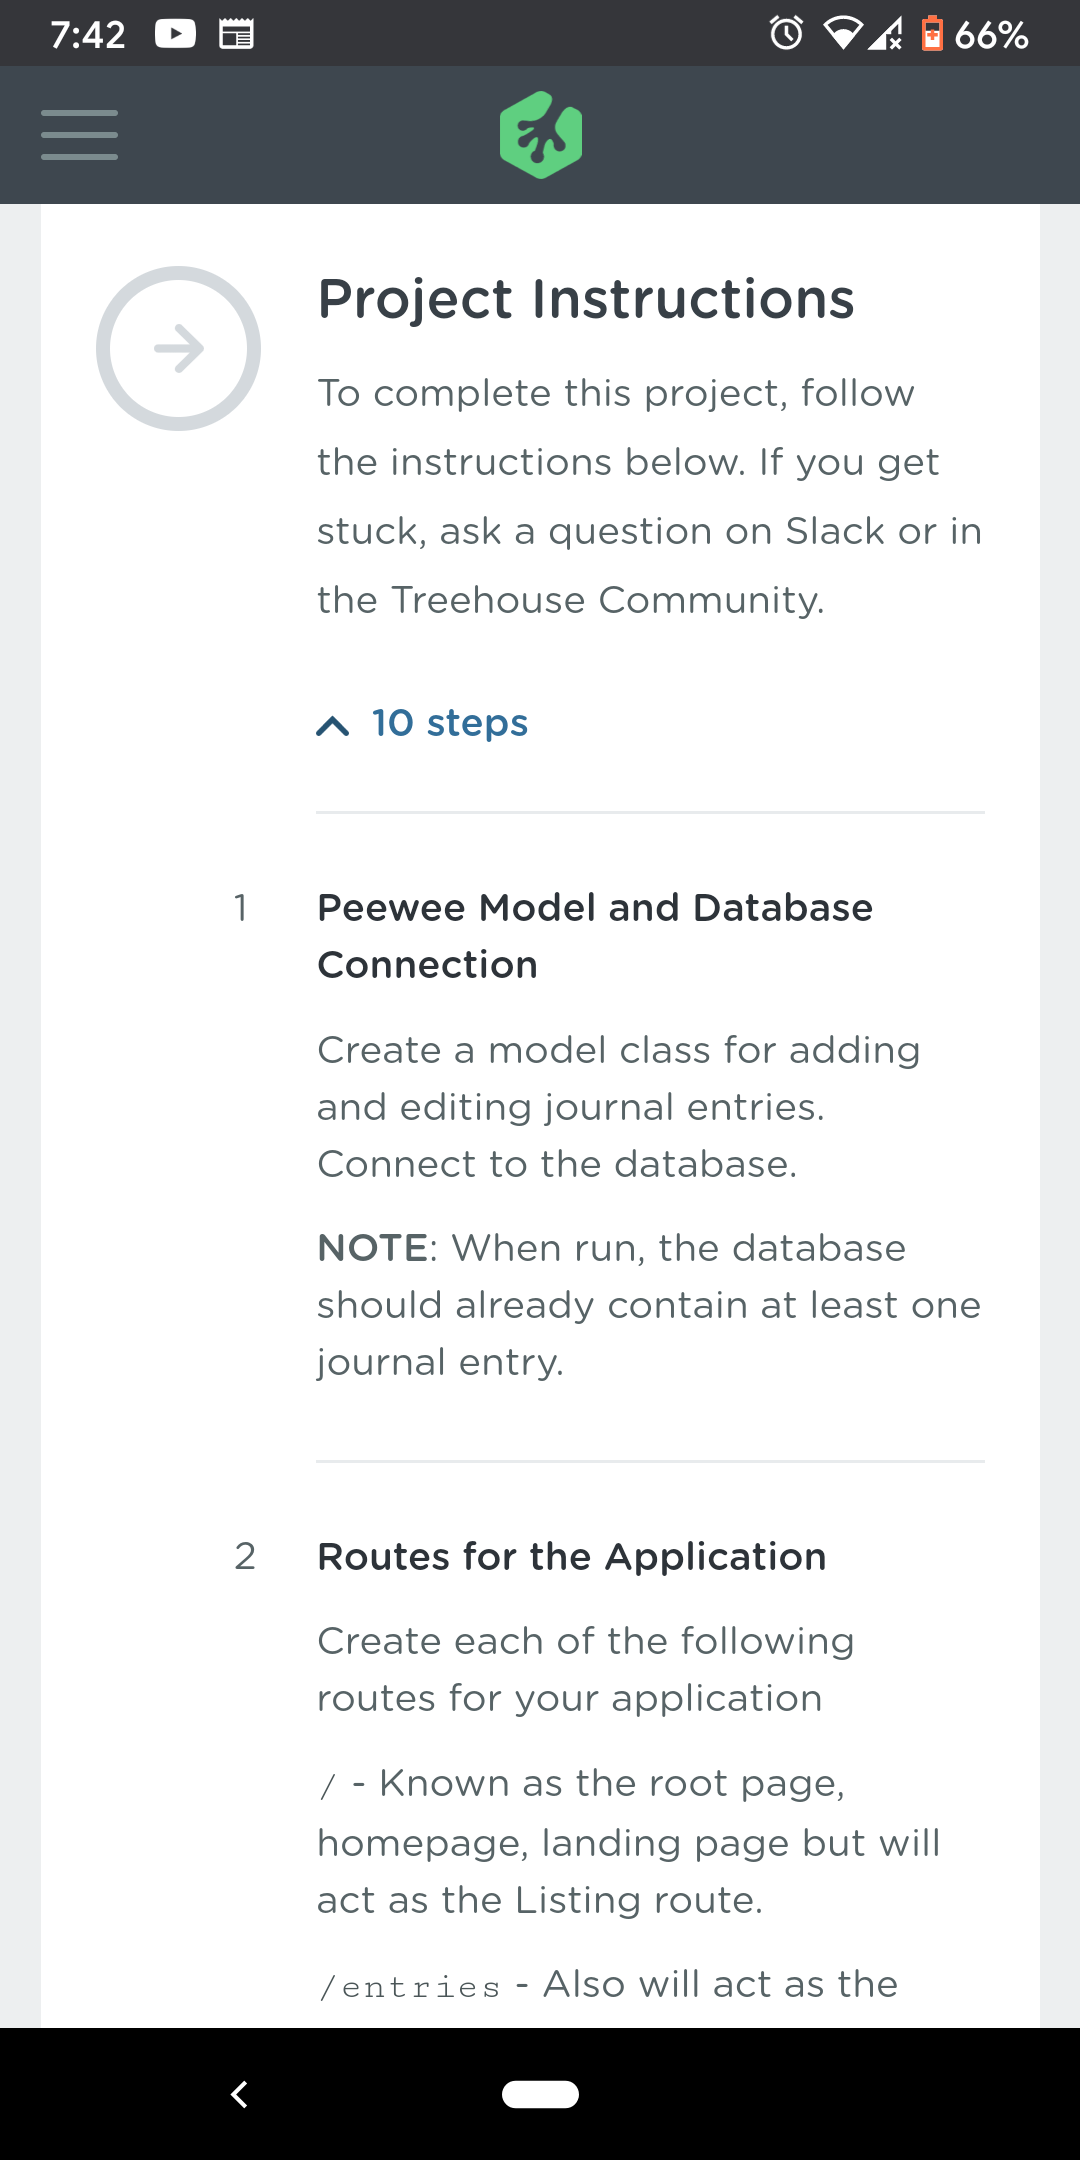 7:42 66%
Project Instructions
To complete this project, follow
the instructions below. If you get
stuck, ask a question on Slack or in
the Treehouse Community.
10 steps
1 Peewee Model and Database
Connection
Create a model class for adding
and editing journal entries.
Connect to the database.
NOTE: When run, the database
should already contain at least one
journal entry.
2 Routes for the Application
Create each of the following
routes for your application
/ - Known as the root page,
homepage, landing page but will
act as the Listing route.
/entries - Also will act as the